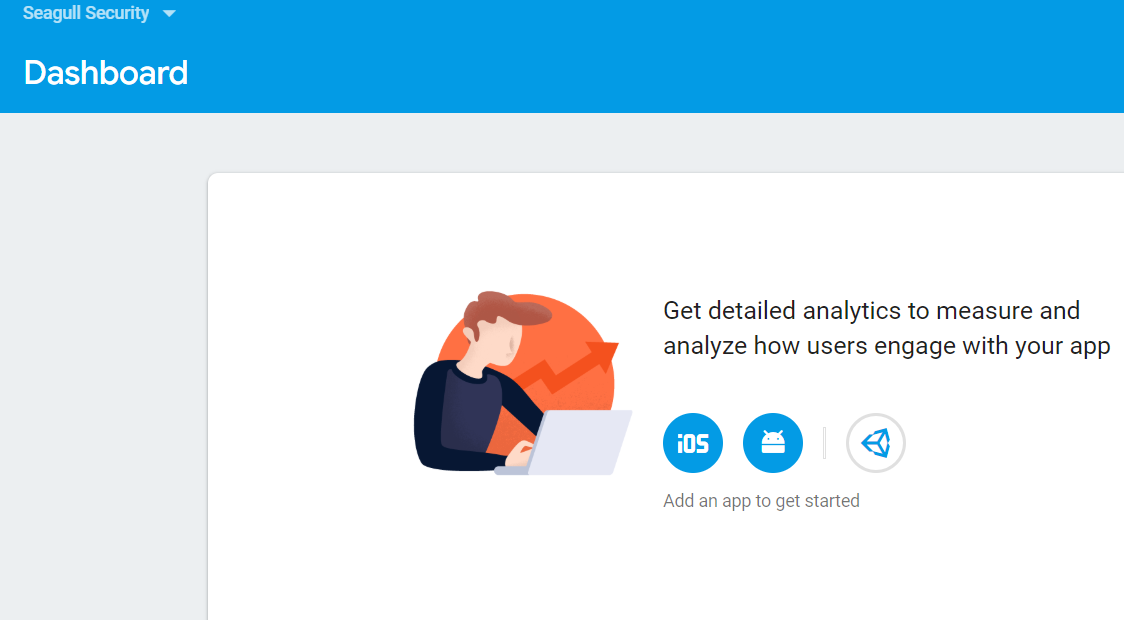 Seagull Security
Dashboard
Get detailed analytics to measure and
analyze how users engage with your app
iOS
Add an app to get started